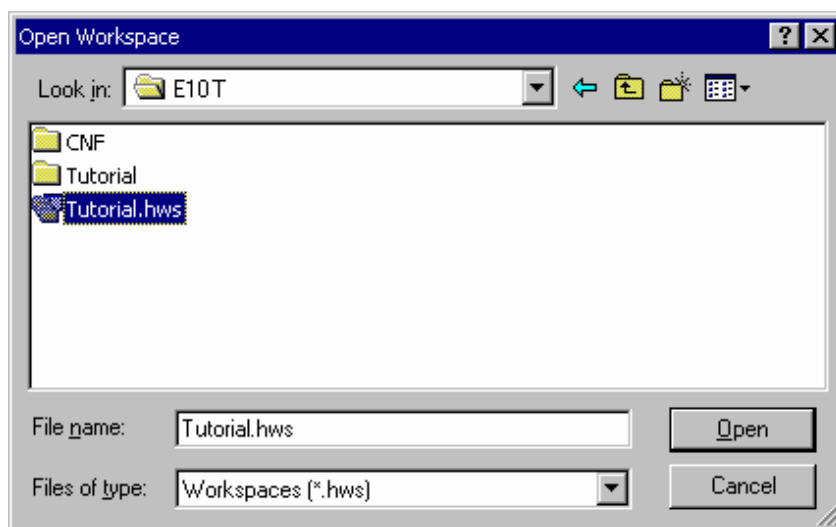 Open Workspace
Look in: E10T
CNF
Tutorial
Tutorial.hws
File name: Tutorial.hws Open
Files of type: Workspaces (*.hws) Cancel